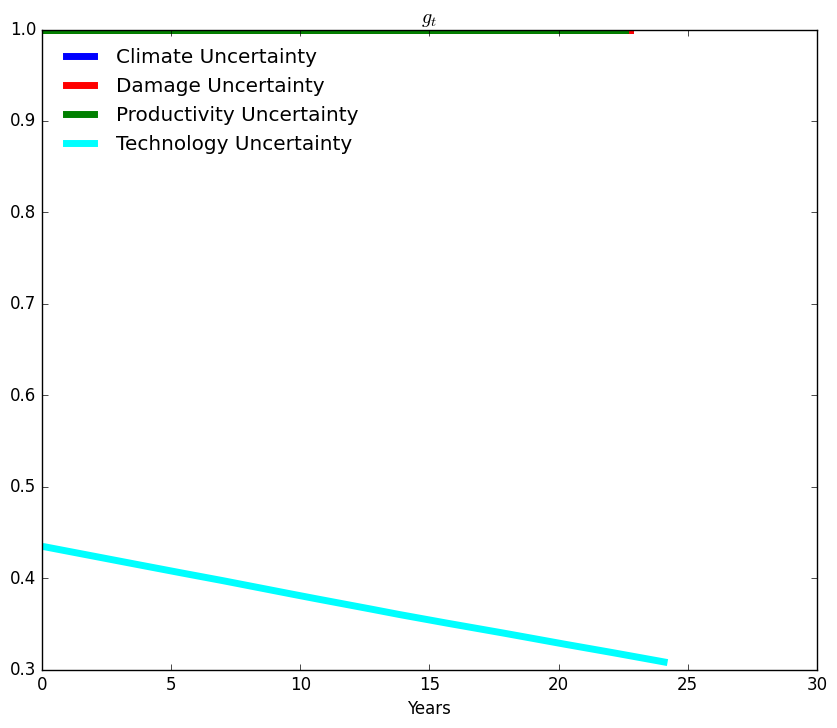 g_t
1.0
0.9
0.8
0.7
0.6
0.5
0.4
0.3
Climate Uncertainty
Damage Uncertainty
Productivity Uncertainty
Technology Uncertainty
0 5 10 15 20 25 30
Years